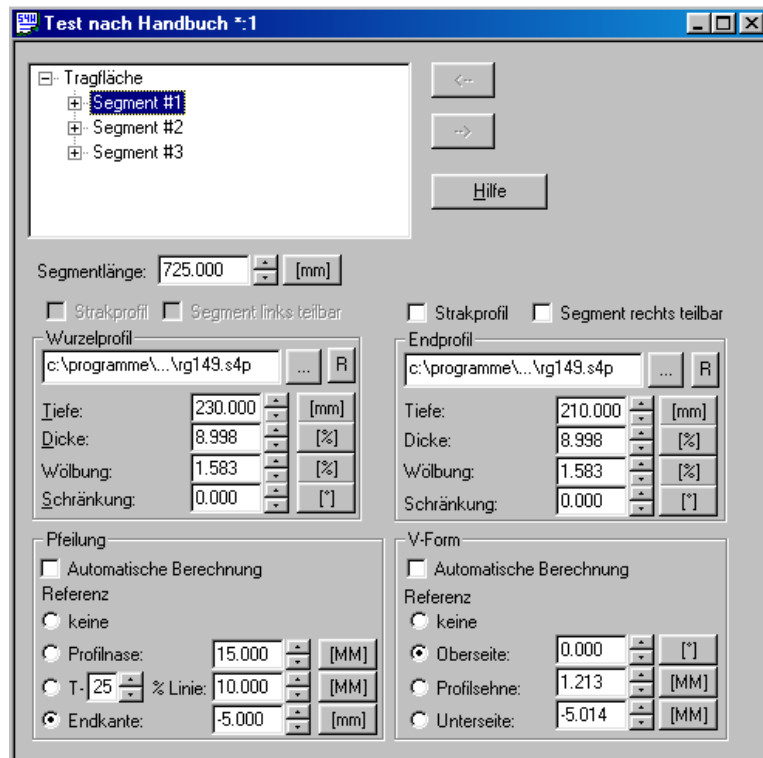 Test nach Handbuch *:1
Tragfläche
Segment #1
Segment #2
Segment #3
<--
-->
Hilfe
Segmentlänge: 725.000 [mm]
Strakprofil Segment links teilbar
Strakprofil Segment rechts teilbar
Wurzelprofil
c:\programme\...\rg149.s4p ... R
Tiefe: 230.000 [mm]
Dicke: 8.998 [%]
Wölbung: 1.583 [%]
Schränkung: 0.000 [°]
Endprofil
c:\programme\...\rg149.s4p ... R
Tiefe: 210.000 [mm]
Dicke: 8.998 [%]
Wölbung: 1.583 [%]
Schränkung: 0.000 [°]
Pfeilung
Automatische Berechnung
Referenz
keine
Profilnase: 15.000 [MM]
T- 25 % Linie: 10.000 [MM]
Endkante: -5.000 [mm]
V-Form
Automatische Berechnung
Referenz
keine
Oberseite: 0.000 [°]
Profilsehne: 1.213 [MM]
Unterseite: -5.014 [MM]